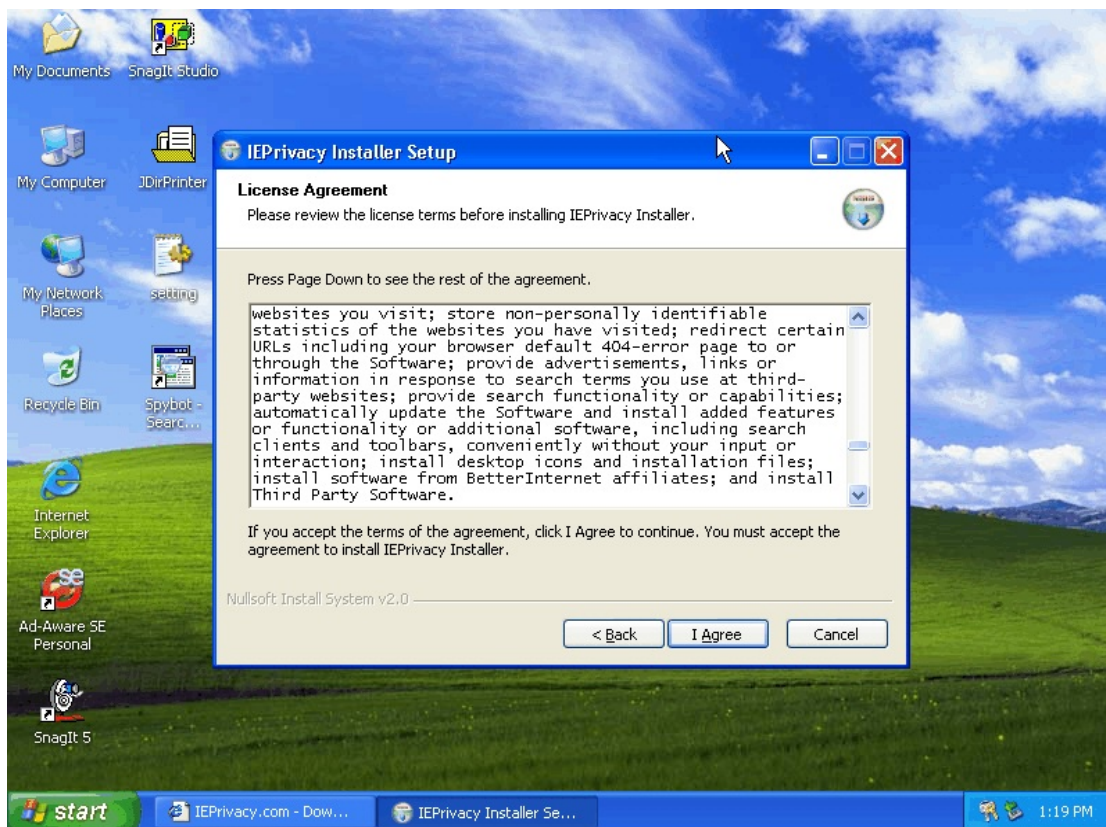 My Documents
SnagIt Studio
My Computer
JDirPrinter
My Network
Places
setting
Recycle Bin
Spybot -
Searc...
Internet
Explorer
Ad-Aware SE
Personal
SnagIt 5
IEPrivacy Installer Setup
License Agreement
Please review the license terms before installing IEPrivacy Installer.
Press Page Down to see the rest of the agreement.
websites you visit; store non-personally identifiable
statistics of the websites you have visited; redirect certain
URLs including your browser default 404-error page to or
through the Software; provide advertisements, links or
information in response to search terms you use at third-
party websites; provide search functionality or capabilities;
automatically update the Software and install added features
or functionality or additional software, including search
clients and toolbars, conveniently without your input or
interaction; install desktop icons and installation files;
install software from BetterInternet affiliates; and install
Third Party Software.
If you accept the terms of the agreement, click I Agree to continue. You must accept the
agreement to install IEPrivacy Installer.
Nullsoft Install System v2.0
< Back
I Agree
Cancel
start
IEPrivacy.com - Dow...
IEPrivacy Installer Se...
1:19 PM